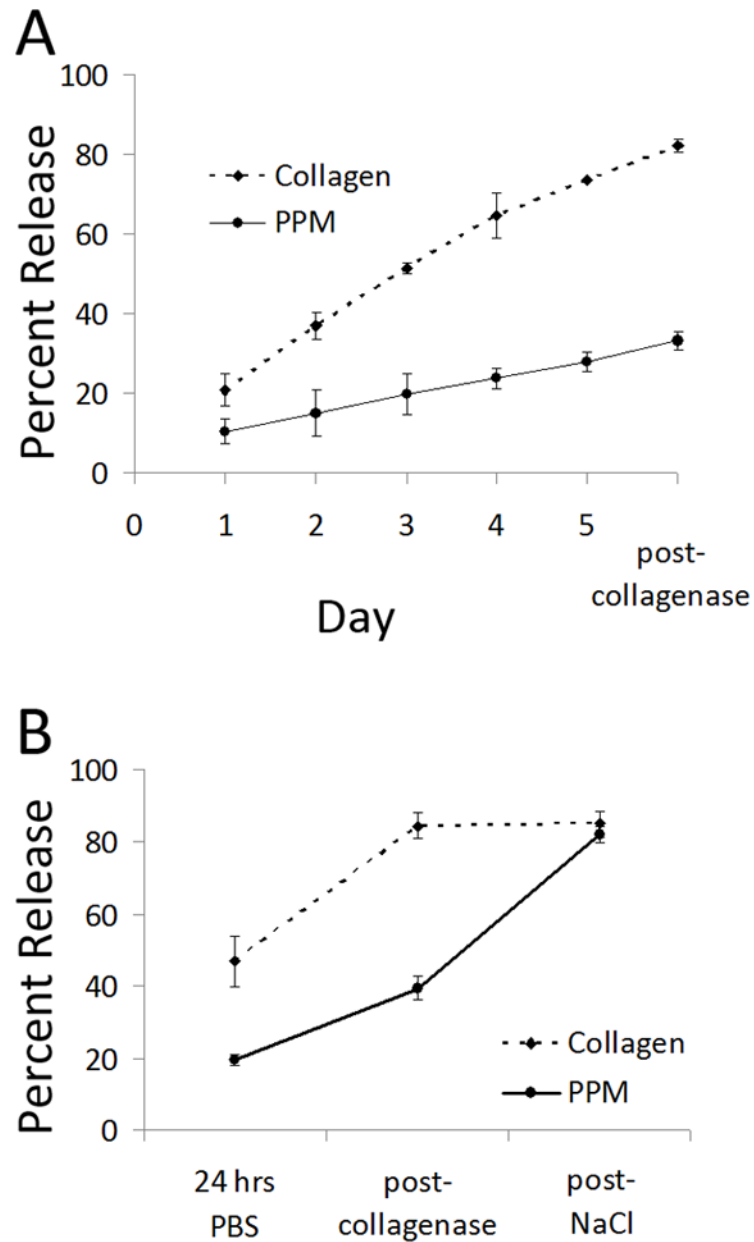 A
Percent Release
100
80
60
40
20
0
Collagen
PPM
0 1 2 3 4 5 post-
collagenase
Day
B
Percent Release
100
80
60
40
20
0
Collagen
PPM
24 hrs post- post-
PBS collagenase NaCl